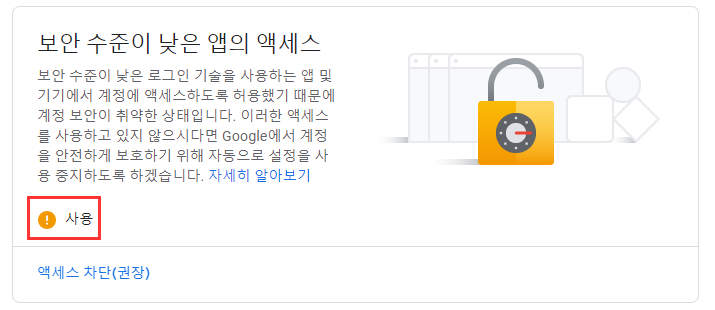 보안 수준이 낮은 앱의 액세스
보안 수준이 낮은 로그인 기술을 사용하는 앱 및
기기에서 계정에 액세스하도록 허용했기 때문에
계정 보안이 취약한 상태입니다. 이러한 액세스
를 사용하고 있지 않으시다면 Google에서 계정
을 안전하게 보호하기 위해 자동으로 설정을 사
용 중지하도록 하겠습니다. 자세히 알아보기
사용
액세스 차단(권장)